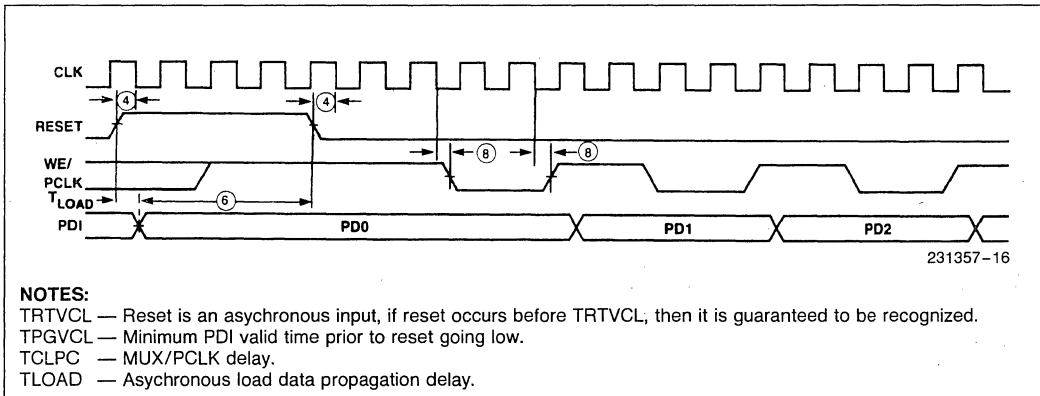 CLK
4
4
RESET
8
8
WE/
PCLK
TLOAD
6
PDI
PD0
PD1
PD2
231357–16
NOTES:
TRTVCL — Reset is an asychronous input, if reset occurs before TRTVCL, then it is guaranteed to be recognized.
TPGVCL — Minimum PDI valid time prior to reset going low.
TCLPC — MUX/PCLK delay.
TLOAD — Asychronous load data propagation delay.